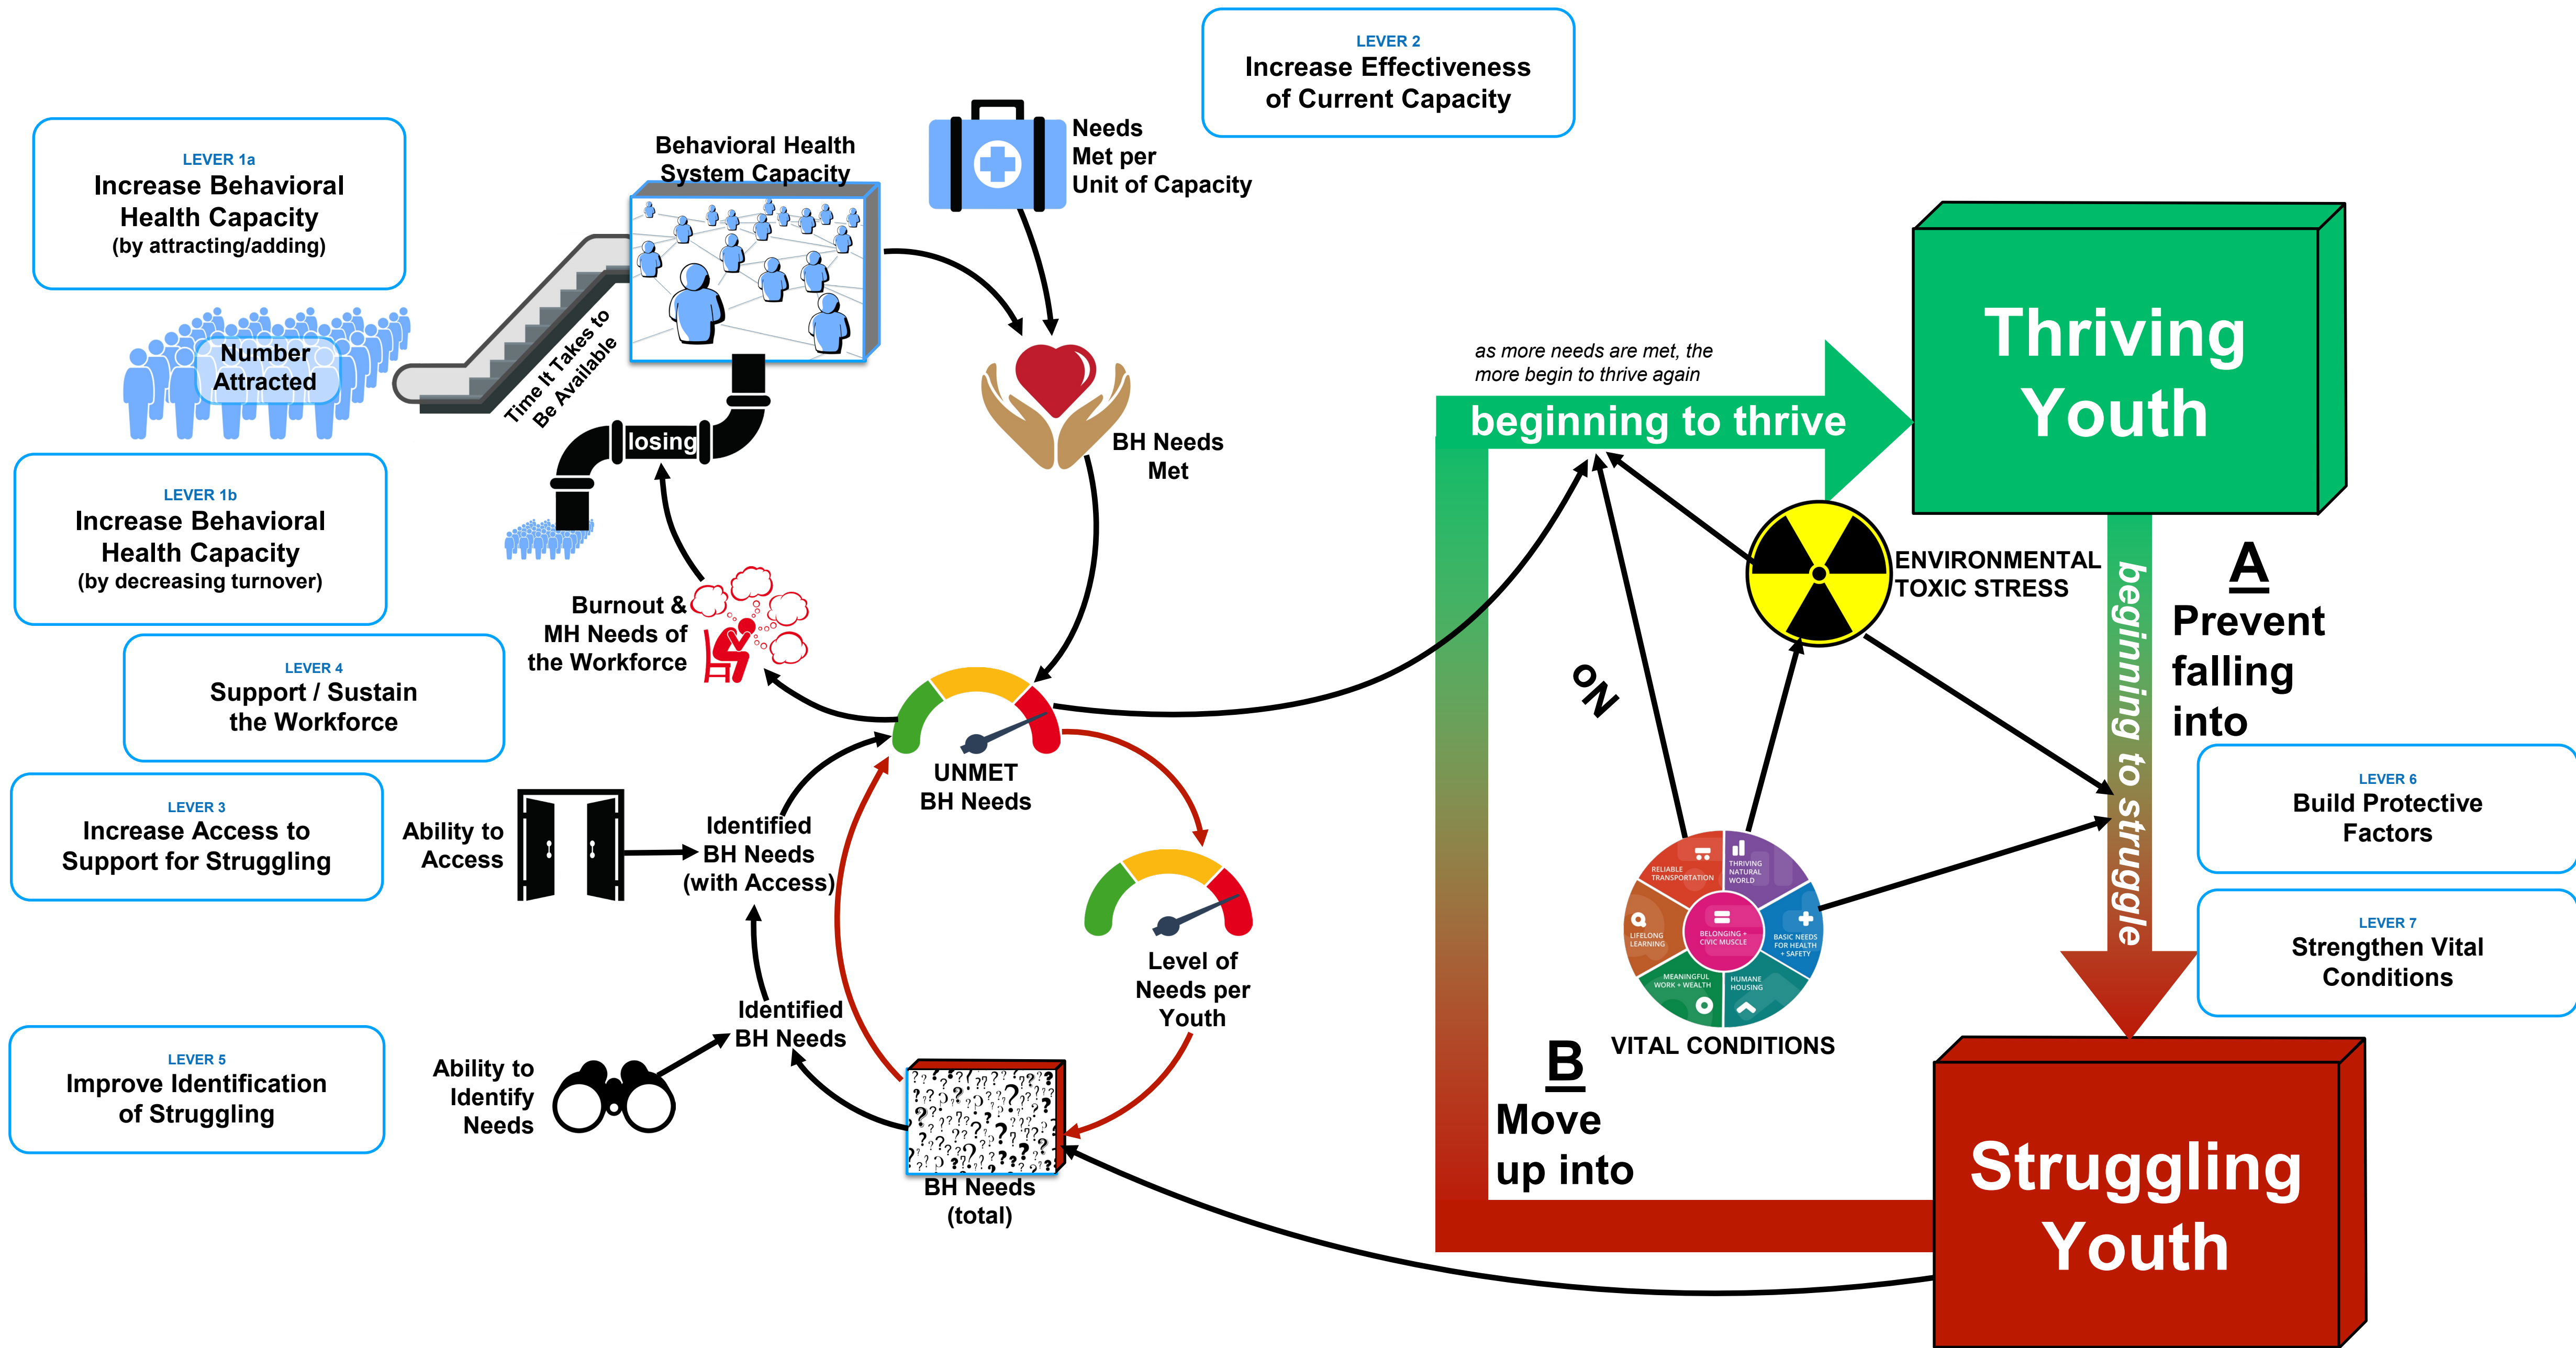 LEVER 2
Increase Effectiveness
of Current Capacity
LEVER 1a
Increase Behavioral
Health Capacity
(by attracting/adding)
Behavioral Health
System Capacity
Needs
Met per
Unit of Capacity
Number
Attracted
Time It Takes to
Be Available
losing
BH Needs
Met
LEVER 1b
Increase Behavioral
Health Capacity
(by decreasing turnover)
Burnout &
MH Needs of
the Workforce
LEVER 4
Support / Sustain
the Workforce
UNMET
BH Needs
LEVER 3
Increase Access to
Support for Struggling
Ability to
Access
Identified
BH Needs
(with Access)
Level of
Needs per
Youth
Identified
BH Needs
LEVER 5
Improve Identification
of Struggling
Ability to
Identify
Needs
BH Needs
(total)
as more needs are met, the
more begin to thrive again
beginning to thrive
Thriving
Youth
ENVIRONMENTAL
TOXIC STRESS
A
Prevent
falling
into
beginning to struggle
No
LEVER 6
Build Protective
Factors
LEVER 7
Strengthen Vital
Conditions
RELIABLE
TRANSPORTATION
THRIVING
NATURAL
WORLD
LIFELONG
LEARNING
BELONGING +
CIVIC MUSCLE
BASIC NEEDS
FOR HEALTH
+ SAFETY
MEANINGFUL
WORK + WEALTH
HUMANE
HOUSING
VITAL CONDITIONS
B
Move
up into
Struggling
Youth